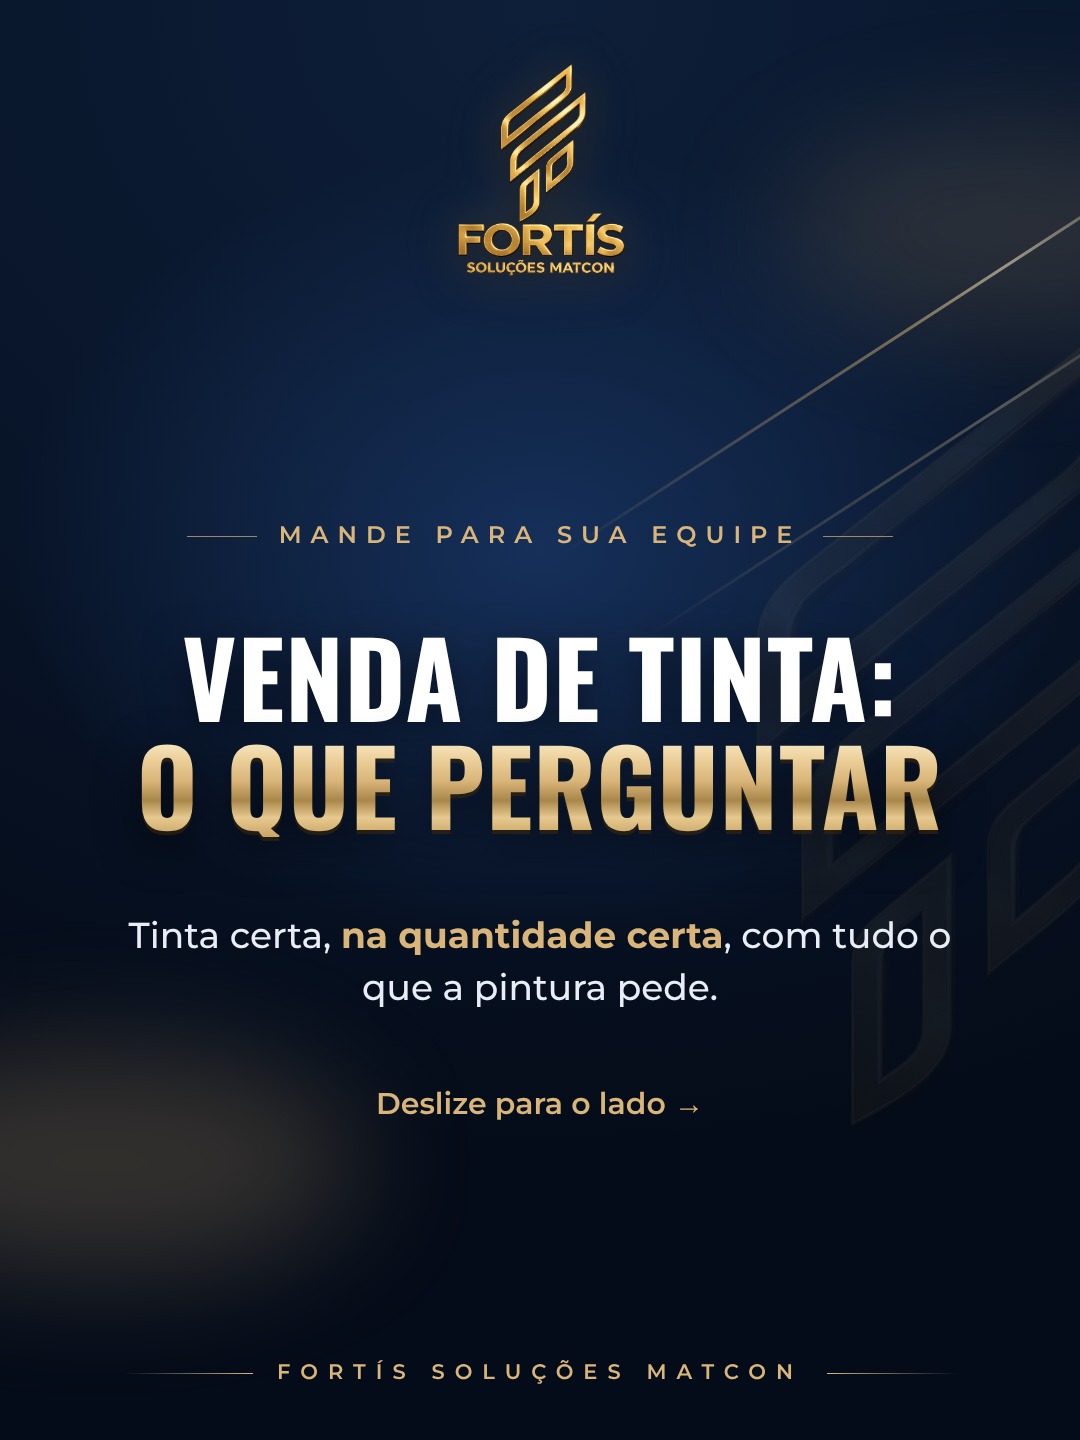 FORTÍS
SOLUÇÕES MATCON
MANDE PARA SUA EQUIPE
VENDA DE TINTA:
O QUE PERGUNTAR
Tinta certa, na quantidade certa, com tudo o
que a pintura pede.
Deslize para o lado →
FORTÍS SOLUÇÕES MATCON